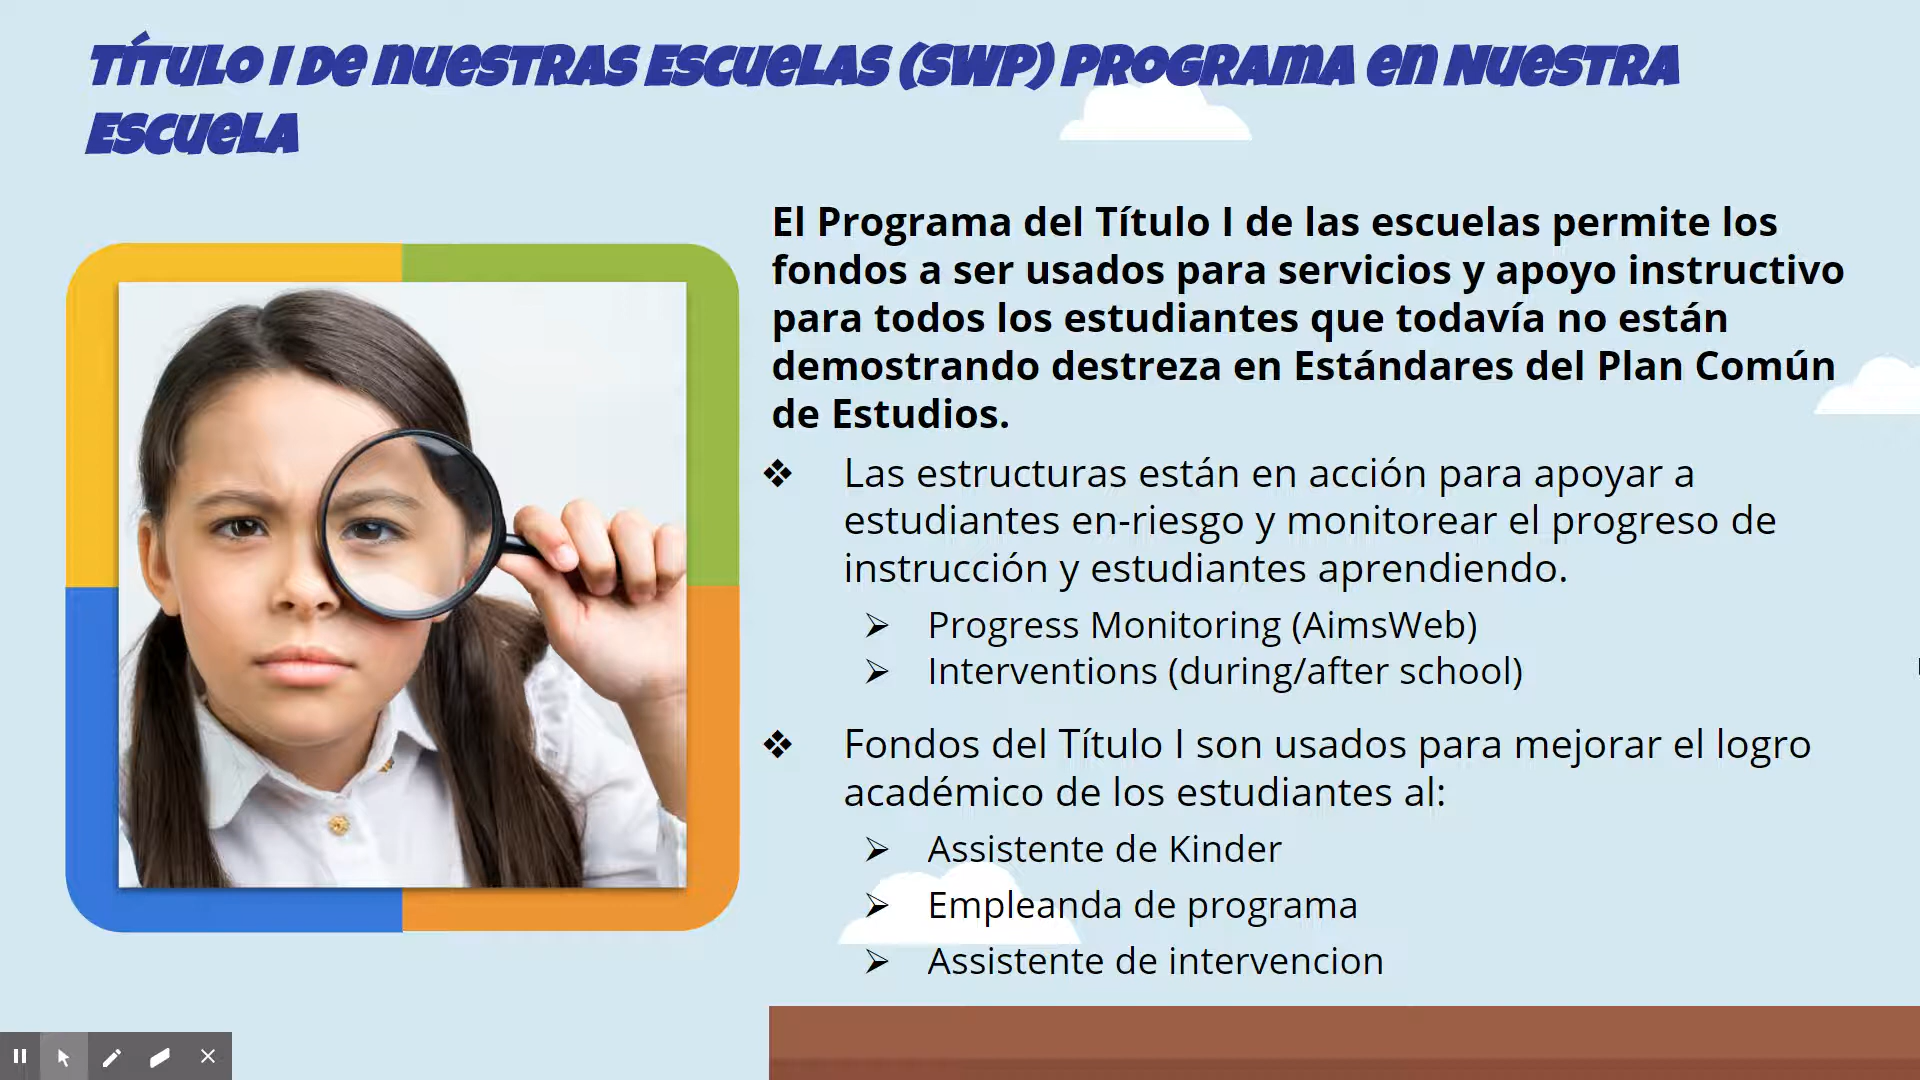 Título I de nuestras Escuelas (SWP) Programa en Nuestra
Escuela
El Programa del Título I de las escuelas permite los
fondos a ser usados para servicios y apoyo instructivo
para todos los estudiantes que todavía no están
demostrando destreza en Estándares del Plan Común
de Estudios.
❖ Las estructuras están en acción para apoyar a
estudiantes en-riesgo y monitorear el progreso de
instrucción y estudiantes aprendiendo.
➢ Progress Monitoring (AimsWeb)
➢ Interventions (during/after school)
❖ Fondos del Título I son usados para mejorar el logro
académico de los estudiantes al:
➢ Assistente de Kinder
➢ Empleanda de programa
➢ Assistente de intervencion